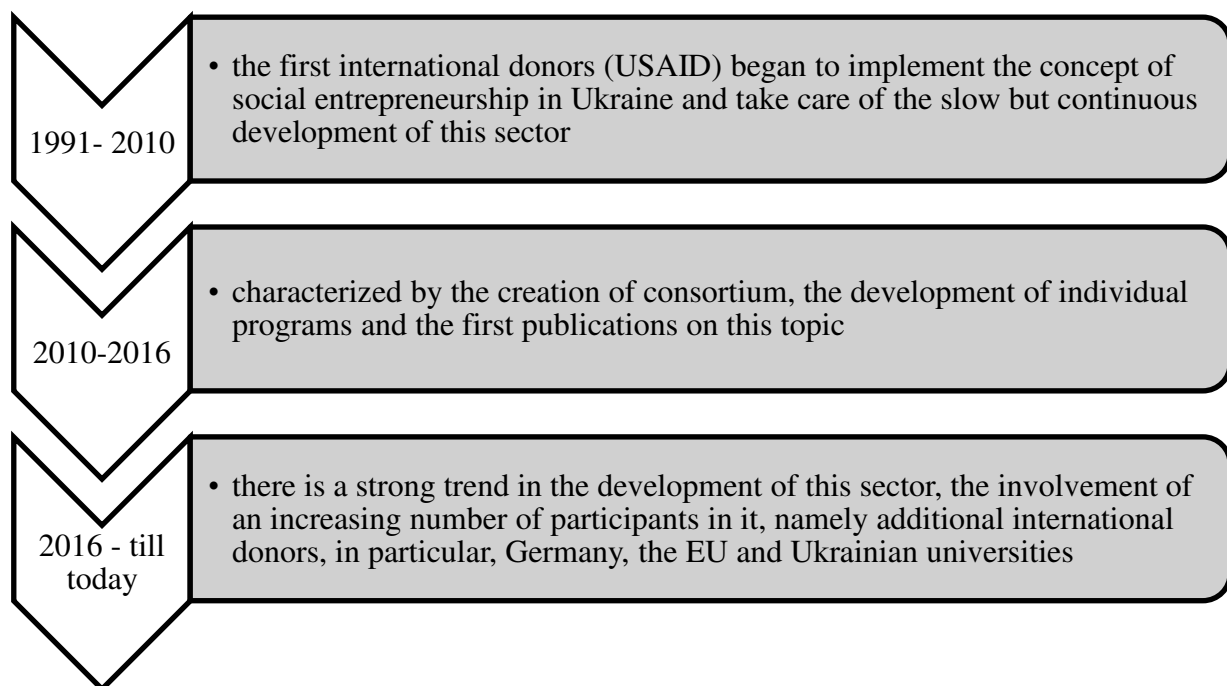 1991- 2010
• the first international donors (USAID) began to implement the concept of
social entrepreneurship in Ukraine and take care of the slow but continuous
development of this sector
2010-2016
• characterized by the creation of consortium, the development of individual
programs and the first publications on this topic
2016 - till
today
• there is a strong trend in the development of this sector, the involvement of
an increasing number of participants in it, namely additional international
donors, in particular, Germany, the EU and Ukrainian universities